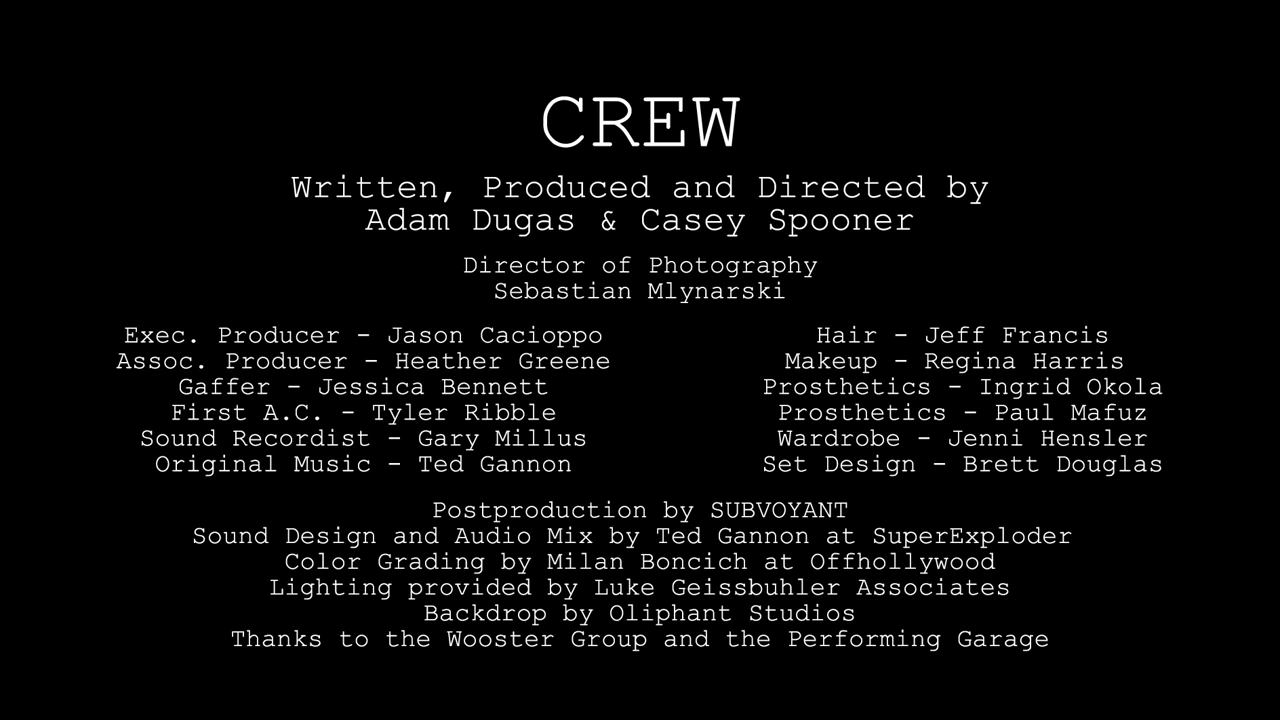 CREW
Written, Produced and Directed by
Adam Dugas & Casey Spooner
Director of Photography
Sebastian Mlynarski
Exec. Producer - Jason Cacioppo
Assoc. Producer - Heather Greene
Gaffer - Jessica Bennett
First A.C. - Tyler Ribble
Sound Recordist - Gary Millus
Original Music - Ted Gannon
Hair - Jeff Francis
Makeup - Regina Harris
Prosthetics - Ingrid Okola
Prosthetics - Paul Mafuz
Wardrobe - Jenni Hensler
Set Design - Brett Douglas
Postproduction by SUBVOYANT
Sound Design and Audio Mix by Ted Gannon at SuperExploder
Color Grading by Milan Boncich at Offhollywood
Lighting provided by Luke Geissbuhler Associates
Backdrop by Oliphant Studios
Thanks to the Wooster Group and the Performing Garage